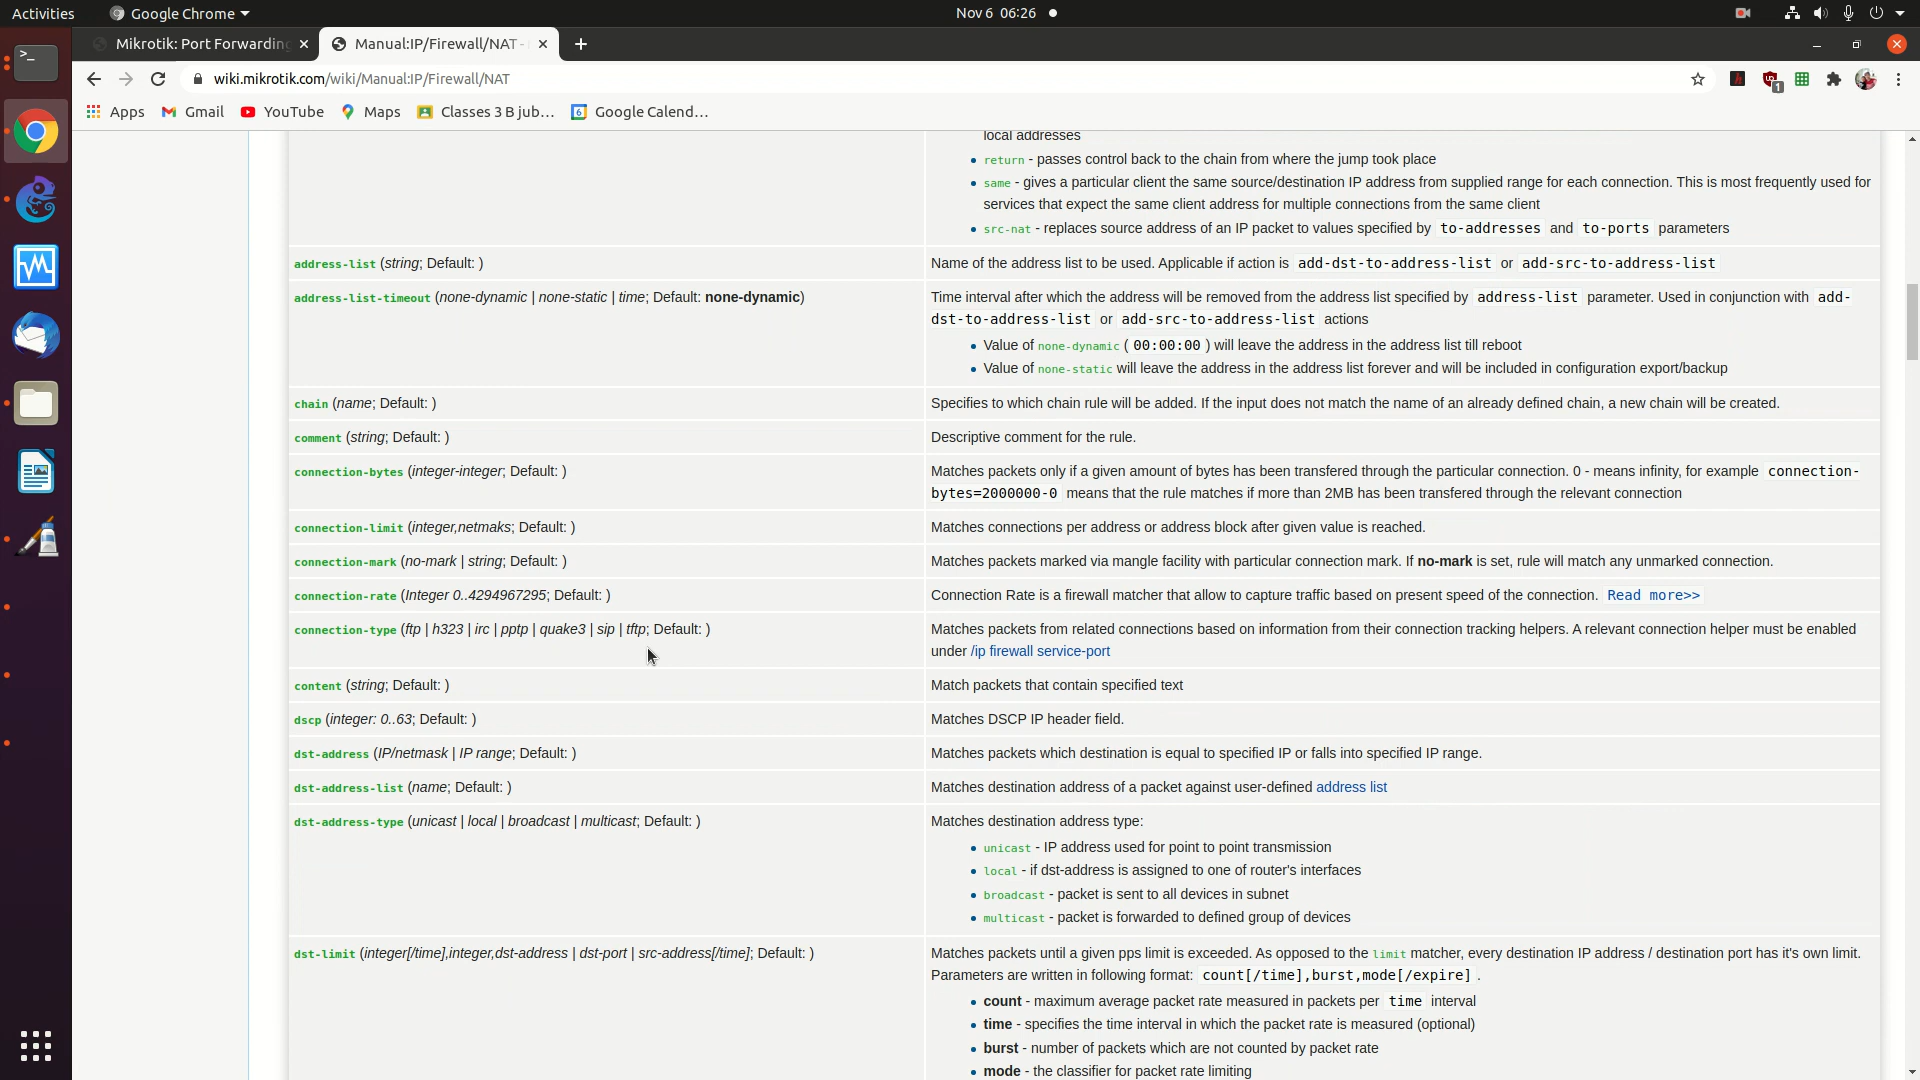 Activities
Google Chrome
Nov 6 06:26
Mikrotik: Port Forwarding
Manual:IP/Firewall/NAT -
wiki.mikrotik.com/wiki/Manual:IP/Firewall/NAT
1
Apps
Gmail
YouTube
Maps
Classes 3 B jub...
6
Google Calend...
local addresses
return - passes control back to the chain from where the jump took place
same - gives a particular client the same source/destination IP address from supplied range for each connection. This is most frequently used for
services that expect the same client address for multiple connections from the same client
src-nat - replaces source address of an IP packet to values specified by to-addresses and to-ports parameters
address-list (string; Default: )
Name of the address list to be used. Applicable if action is add-dst-to-address-list or add-src-to-address-list
address-list-timeout (none-dynamic | none-static | time; Default: none-dynamic)
Time interval after which the address will be removed from the address list specified by address-list parameter. Used in conjunction with add-
dst-to-address-list or add-src-to-address-list actions
Value of none-dynamic ( 00:00:00 ) will leave the address in the address list till reboot
Value of none-static will leave the address in the address list forever and will be included in configuration export/backup
chain (name; Default: )
Specifies to which chain rule will be added. If the input does not match the name of an already defined chain, a new chain will be created.
comment (string; Default: )
Descriptive comment for the rule.
connection-bytes (integer-integer; Default: )
Matches packets only if a given amount of bytes has been transfered through the particular connection. 0 - means infinity, for example connection-
bytes=2000000-0 means that the rule matches if more than 2MB has been transfered through the relevant connection
connection-limit (integer,netmaks; Default: )
Matches connections per address or address block after given value is reached.
connection-mark (no-mark | string; Default: )
Matches packets marked via mangle facility with particular connection mark. If no-mark is set, rule will match any unmarked connection.
connection-rate (Integer 0..4294967295; Default: )
Connection Rate is a firewall matcher that allow to capture traffic based on present speed of the connection. Read more>>
connection-type (ftp | h323 | irc | pptp | quake3 | sip | tftp; Default: )
Matches packets from related connections based on information from their connection tracking helpers. A relevant connection helper must be enabled
under /ip firewall service-port
content (string; Default: )
Match packets that contain specified text
dscp (integer: 0..63; Default: )
Matches DSCP IP header field.
dst-address (IP/netmask | IP range; Default: )
Matches packets which destination is equal to specified IP or falls into specified IP range.
dst-address-list (name; Default: )
Matches destination address of a packet against user-defined address list
dst-address-type (unicast | local | broadcast | multicast; Default: )
Matches destination address type:
unicast - IP address used for point to point transmission
local - if dst-address is assigned to one of router's interfaces
broadcast - packet is sent to all devices in subnet
multicast - packet is forwarded to defined group of devices
dst-limit (integer[/time],integer,dst-address | dst-port | src-address[/time]; Default: )
Matches packets until a given pps limit is exceeded. As opposed to the limit matcher, every destination IP address / destination port has it's own limit.
Parameters are written in following format: count[/time],burst,mode[/expire] .
count - maximum average packet rate measured in packets per time interval
time - specifies the time interval in which the packet rate is measured (optional)
burst - number of packets which are not counted by packet rate
mode - the classifier for packet rate limiting